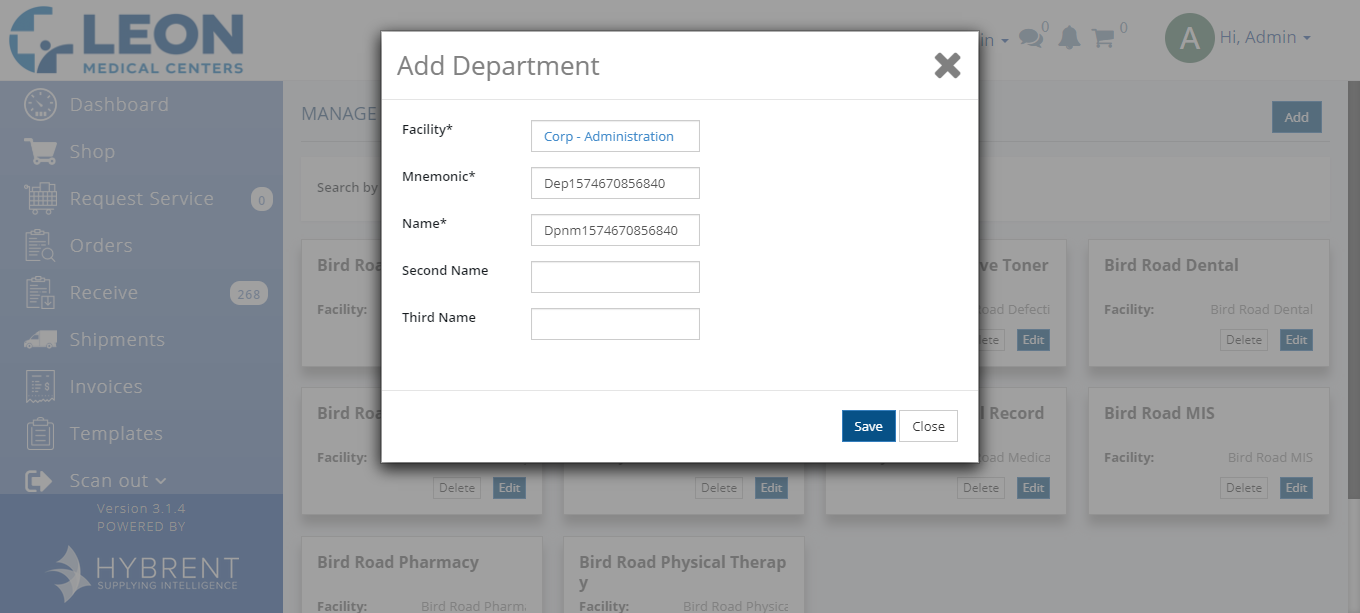 LEON
MEDICAL CENTERS
in
0
0
A
Hi, Admin
Dashboard
Shop
Request Service
0
Orders
Receive
268
Shipments
Invoices
Templates
Scan out
Version 3.1.4
POWERED BY
HYBRENT
SUPPLYING INTELLIGENCE
MANAGE
Add
Search by
Add Department
Facility*
Corp - Administration
Mnemonic*
Dep1574670856840
Name*
Dpnm1574670856840
Second Name
Third Name
Save
Close
Bird Roa
Facility:
ve Toner
Road Defecti
ete
Edit
Bird Road Dental
Facility:
Bird Road Dental
Delete
Edit
Bird Roa
Facility:
Delete
Edit
Delete
Edit
l Record
Road Medica
Delete
Edit
Bird Road MIS
Facility:
Bird Road MIS
Delete
Edit
Bird Road Pharmacy
Facility:
Bird Road Pharm
Bird Road Physical Therap
y
Facility:
Bird Road Physica